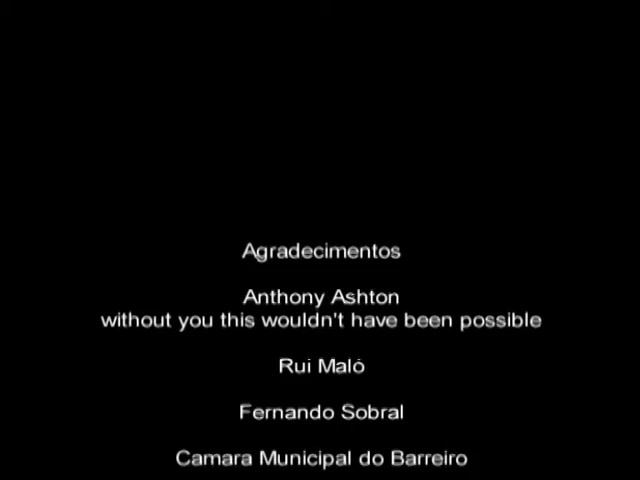 Agradecimentos
Anthony Ashton
without you this wouldn't have been possible
Rui Maló
Fernando Sobral
Camara Municipal do Barreiro